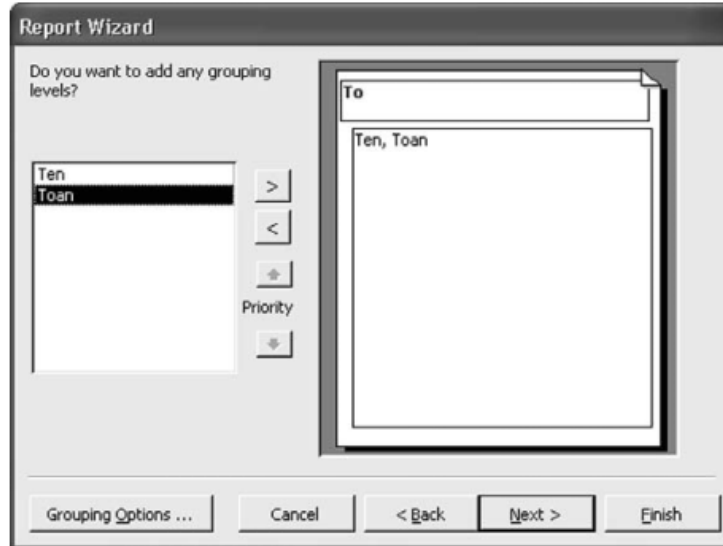 Report Wizard
Do you want to add any grouping
levels?
Ten
Toan
>
<
Priority
To
Ten, Toan
Grouping Options ...
Cancel
< Back
Next >
Finish